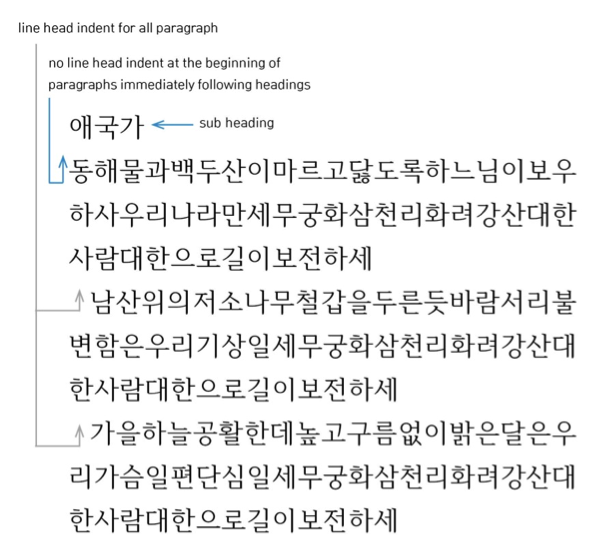 line head indent for all paragraph
no line head indent at the beginning of
paragraphs immediately following headings
애국가
sub heading
동해물과백두산이마르고닳도록하느님이보우
하사우리나라만세무궁화삼천리화려강산대한
사람대한으로길이보전하세
남산위의저소나무철갑을두른듯바람서리불
변함은우리기상일세무궁화삼천리화려강산대
한사람대한으로길이보전하세
가을하늘공활한데높고구름없이밝은달은우
리가슴일편단심일세무궁화삼천리화려강산대
한사람대한으로길이보전하세